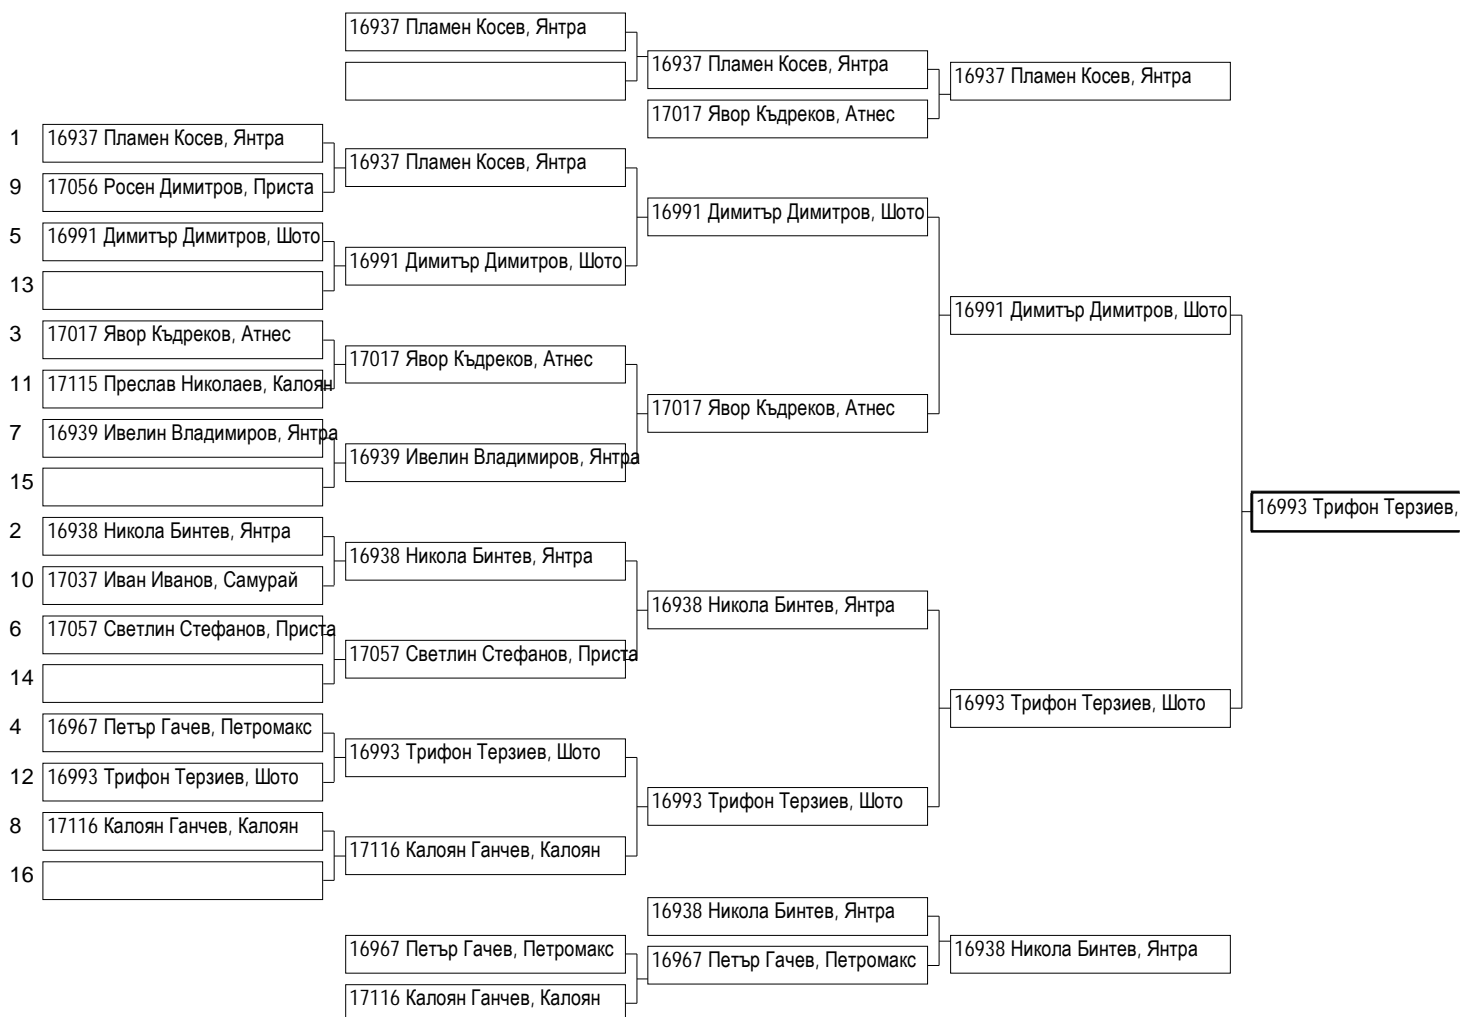 16937 Пламен Косев, Янтра
16937 Пламен Косев, Янтра
16937 Пламен Косев, Янтра
17017 Явор Къдреков, Атнес
1 16937 Пламен Косев, Янтра
16937 Пламен Косев, Янтра
9 17056 Росен Димитров, Приста
16991 Димитър Димитров, Шото
5 16991 Димитър Димитров, Шото
16991 Димитър Димитров, Шото
13
16991 Димитър Димитров, Шото
3 17017 Явор Къдреков, Атнес
17017 Явор Къдреков, Атнес
11 17115 Преслав Николаев, Калоян
17017 Явор Къдреков, Атнес
7 16939 Ивелин Владимиров, Янтра
16939 Ивелин Владимиров, Янтра
15
16993 Трифон Терзиев,
2 16938 Никола Бинтев, Янтра
16938 Никола Бинтев, Янтра
10 17037 Иван Иванов, Самурай
16938 Никола Бинтев, Янтра
6 17057 Светлин Стефанов, Приста
17057 Светлин Стефанов, Приста
14
16993 Трифон Терзиев, Шото
4 16967 Петър Гачев, Петромакс
16993 Трифон Терзиев, Шото
12 16993 Трифон Терзиев, Шото
16993 Трифон Терзиев, Шото
8 17116 Калоян Ганчев, Калоян
17116 Калоян Ганчев, Калоян
16
16938 Никола Бинтев, Янтра
16967 Петър Гачев, Петромакс
16967 Петър Гачев, Петромакс
16938 Никола Бинтев, Янтра
17116 Калоян Ганчев, Калоян